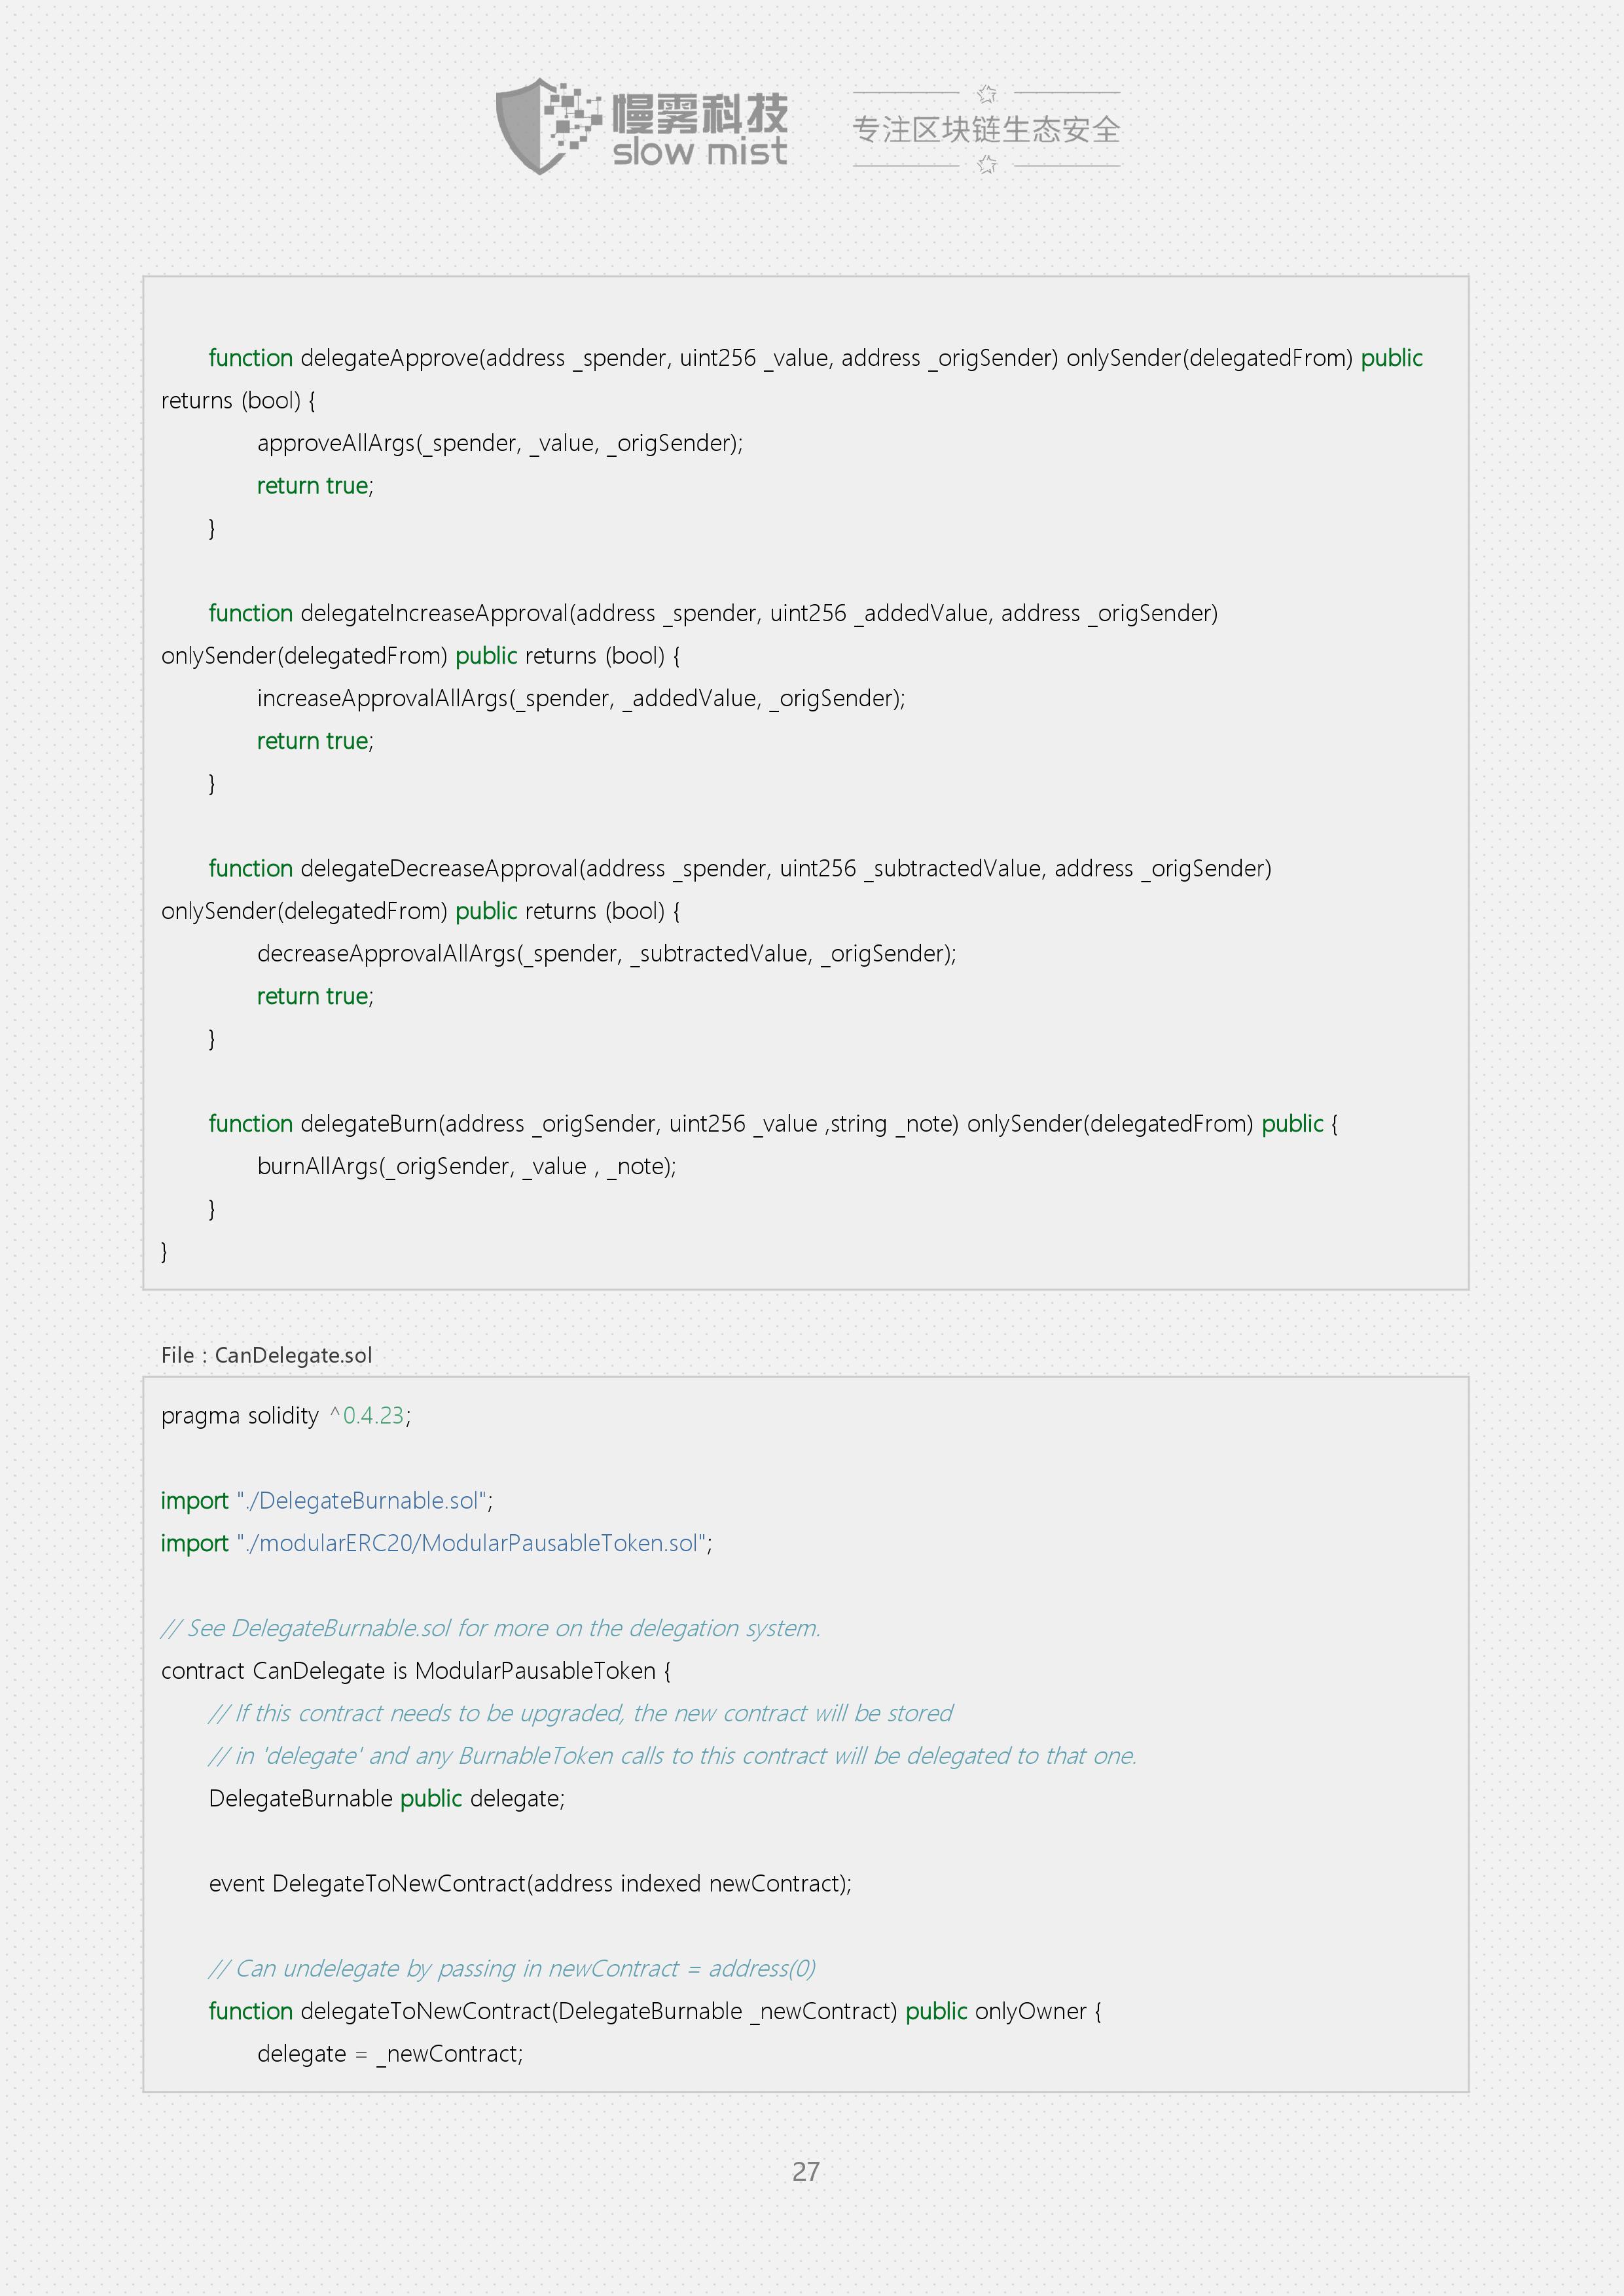 慢雾科技
slow mist
专注区块链生态安全
function delegateApprove(address _spender, uint256 _value, address _origSender) onlySender(delegatedFrom) public
returns (bool) {
approveAllArgs(_spender, _value, _origSender);
return true;
}
function delegateIncreaseApproval(address _spender, uint256 _addedValue, address _origSender)
onlySender(delegatedFrom) public returns (bool) {
increaseApprovalAllArgs(_spender, _addedValue, _origSender);
return true;
}
function delegateDecreaseApproval(address _spender, uint256 _subtractedValue, address _origSender)
onlySender(delegatedFrom) public returns (bool) {
decreaseApprovalAllArgs(_spender, _subtractedValue, _origSender);
return true;
}
function delegateBurn(address _origSender, uint256 _value ,string _note) onlySender(delegatedFrom) public {
burnAllArgs(_origSender, _value , _note);
}
}
File : CanDelegate.sol
pragma solidity ^0.4.23;
import "./DelegateBurnable.sol";
import "./modularERC20/ModularPausableToken.sol";
// See DelegateBurnable.sol for more on the delegation system.
contract CanDelegate is ModularPausableToken {
// If this contract needs to be upgraded, the new contract will be stored
// in 'delegate' and any BurnableToken calls to this contract will be delegated to that one.
DelegateBurnable public delegate;
event DelegateToNewContract(address indexed newContract);
// Can undelegate by passing in newContract = address(0)
function delegateToNewContract(DelegateBurnable _newContract) public onlyOwner {
delegate = _newContract;
27